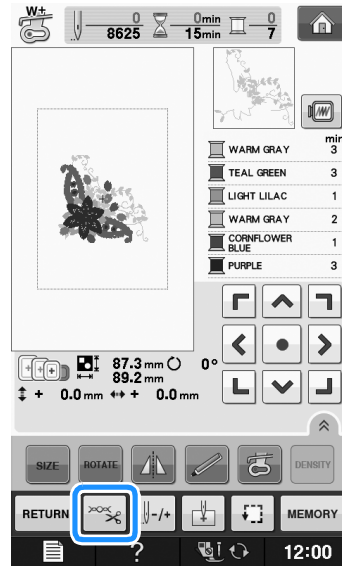 W+
0
8625
0min
15min
0
7
min
WARM GRAY 3
TEAL GREEN 3
LIGHT LILAC 1
WARM GRAY 2
CORNFLOWER
BLUE 1
PURPLE 3
87.3 mm 0°
89.2 mm
+ 0.0 mm + 0.0 mm
SIZE ROTATE DENSITY
RETURN -/+ MEMORY
? 12:00